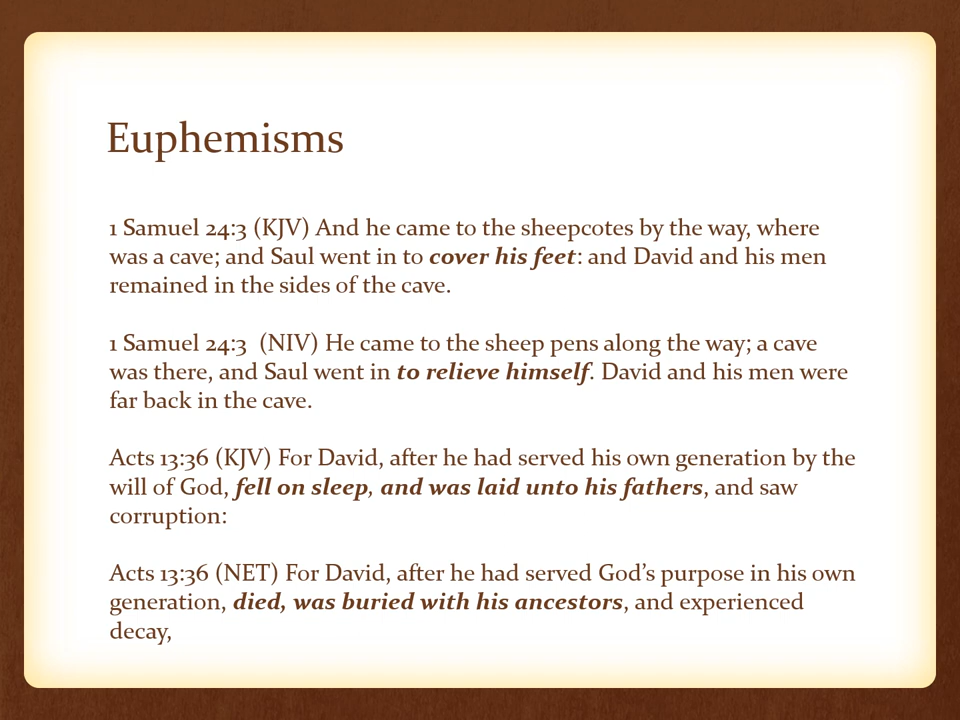 Euphemisms
1 Samuel 24:3 (KJV) And he came to the sheepcotes by the way, where
was a cave; and Saul went in to cover his feet: and David and his men
remained in the sides of the cave.
1 Samuel 24:3  (NIV) He came to the sheep pens along the way; a cave
was there, and Saul went in to relieve himself. David and his men were
far back in the cave.
Acts 13:36 (KJV) For David, after he had served his own generation by the
will of God, fell on sleep, and was laid unto his fathers, and saw
corruption:
Acts 13:36 (NET) For David, after he had served God’s purpose in his own
generation, died, was buried with his ancestors, and experienced
decay,